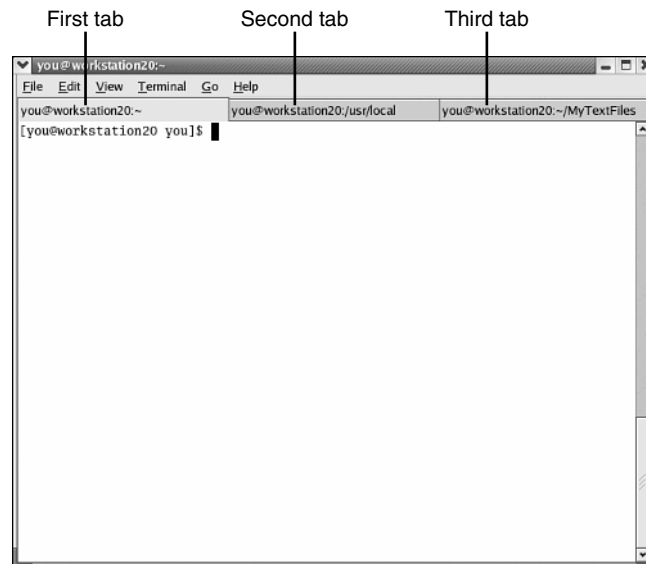 First tab Second tab Third tab
you@workstation20:~
File Edit View Terminal Go Help
you@workstation20:~ you@workstation20:/usr/local you@workstation20:~/MyTextFiles
[you@workstation20 you]$